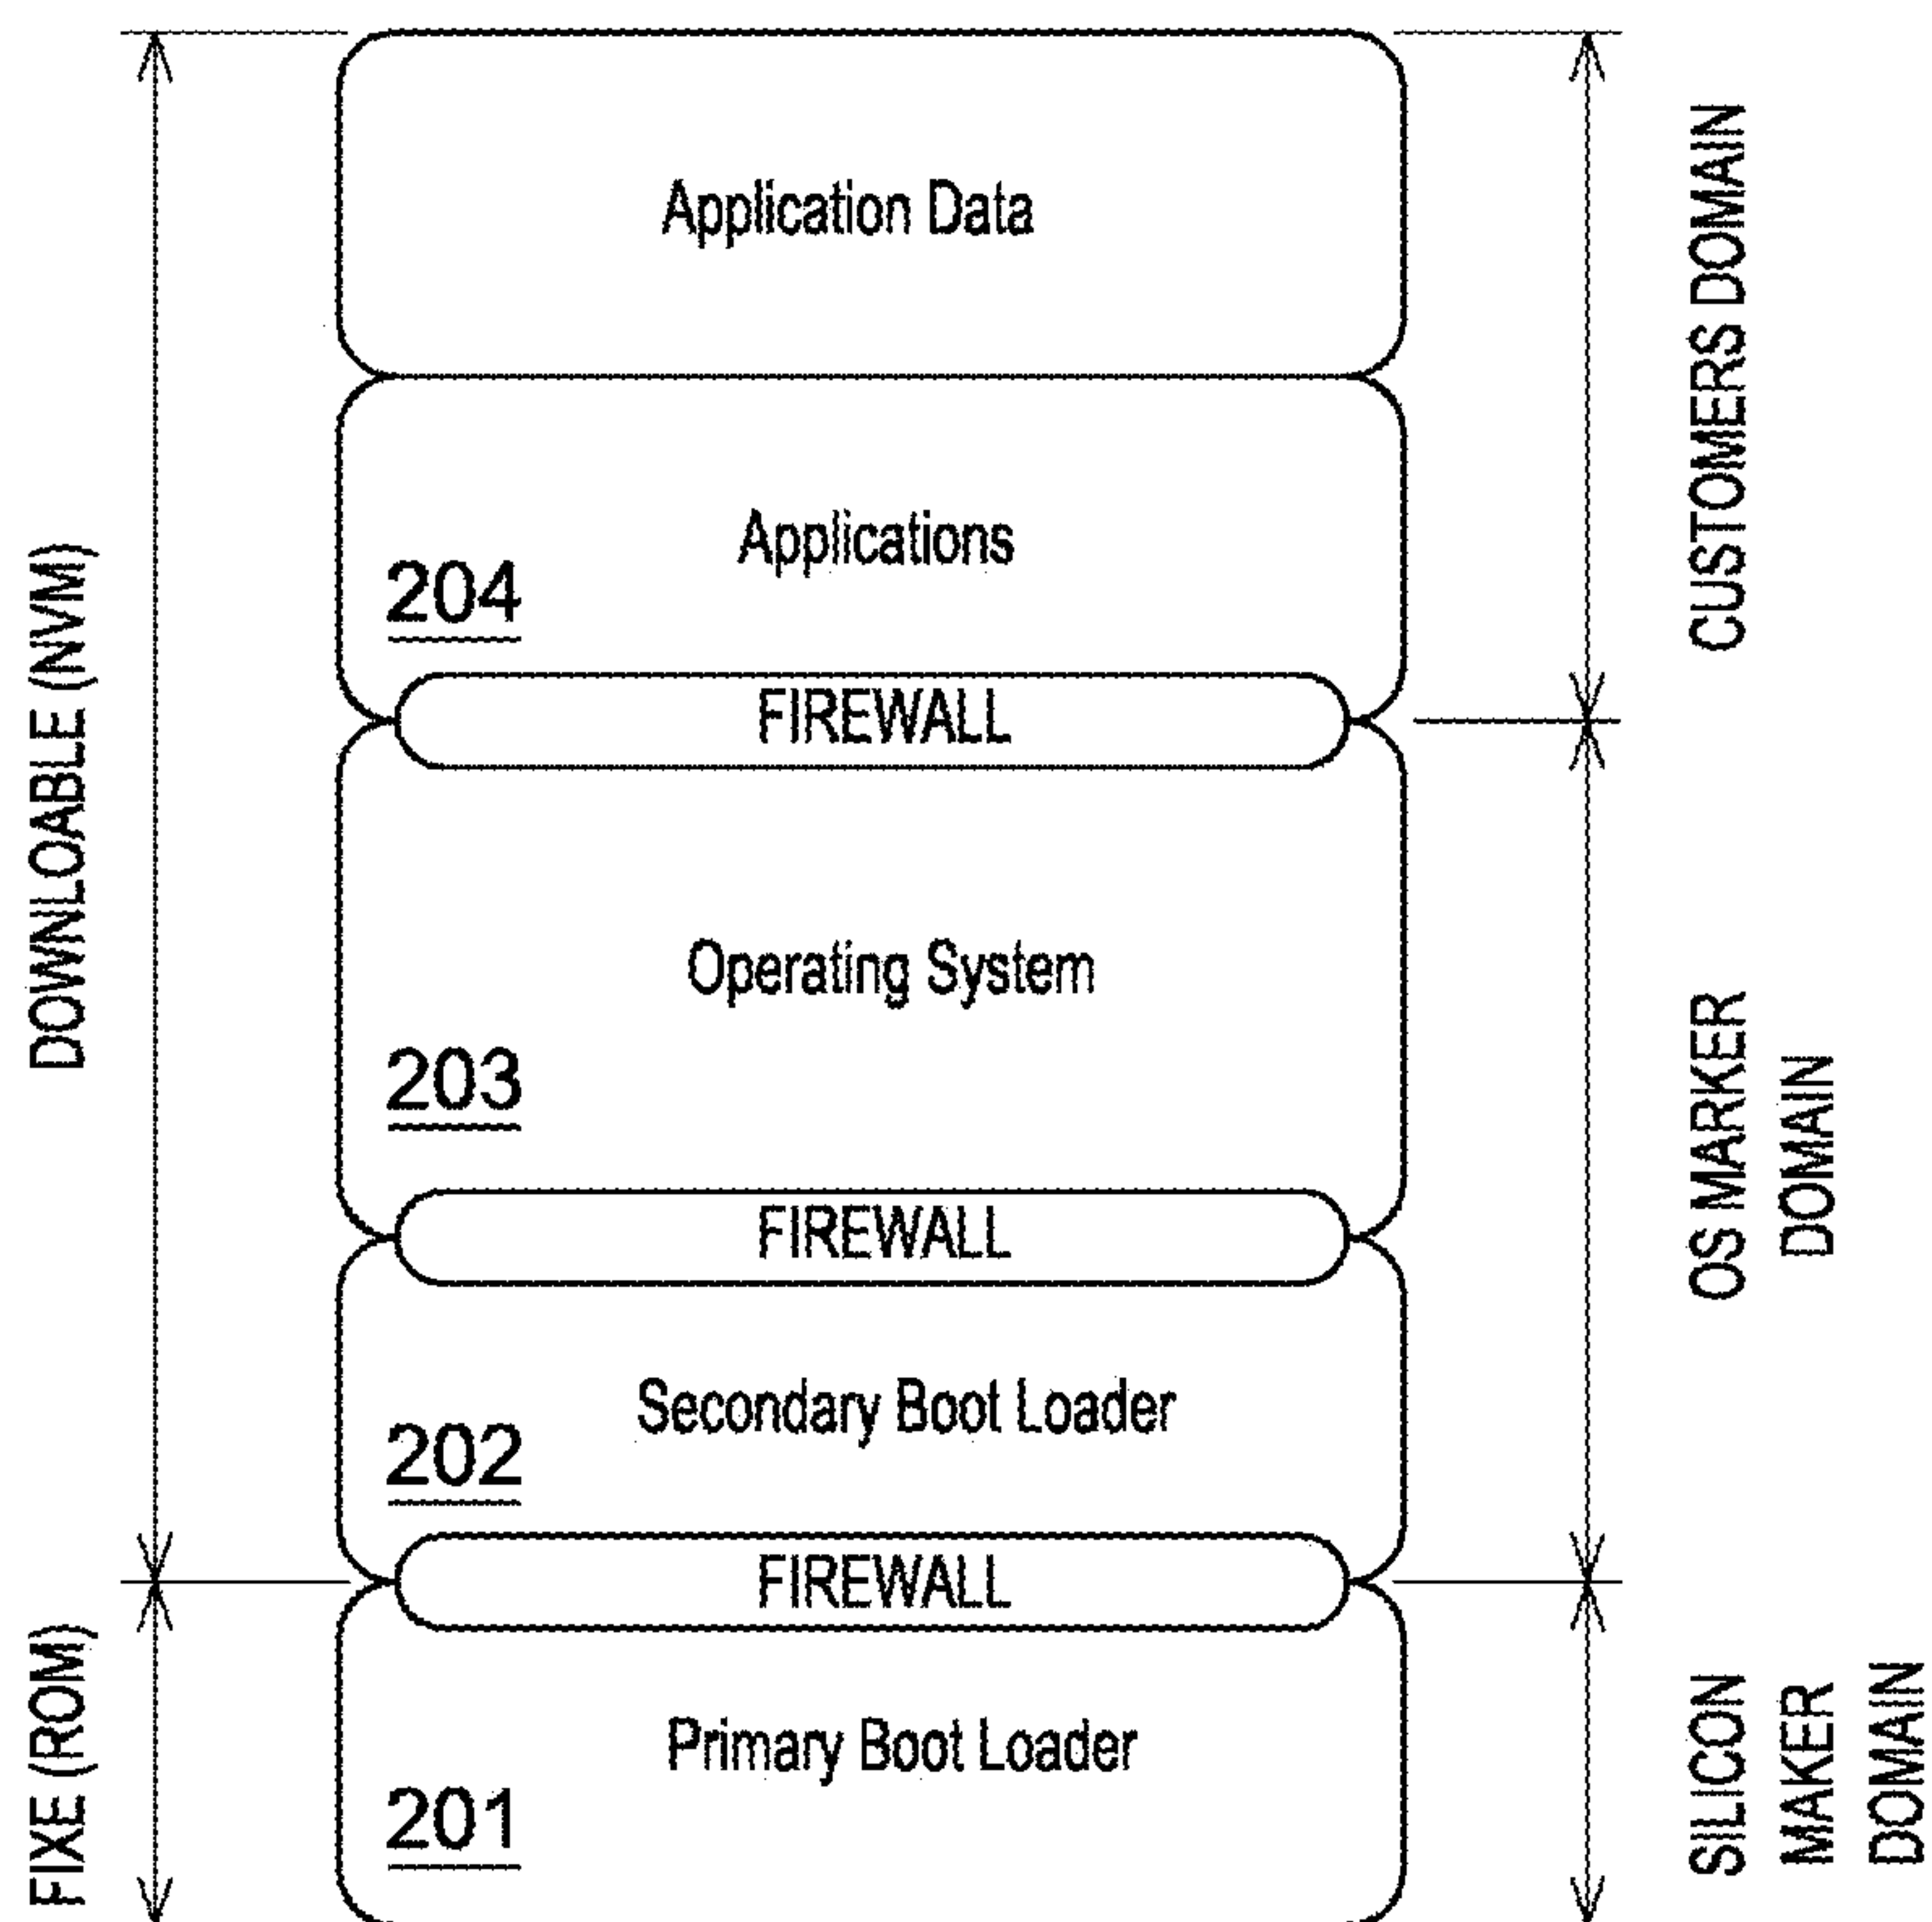 Application Data
Applications
204
FIREWALL
Operating System
203
FIREWALL
Secondary Boot Loader
202
FIREWALL
Primary Boot Loader
201
DOWNLOABLE (NVM)
FIXE (ROM)
CUSTOMERS DOMAIN
OS MARKER
DOMAIN
SILICON
MAKER
DOMAIN